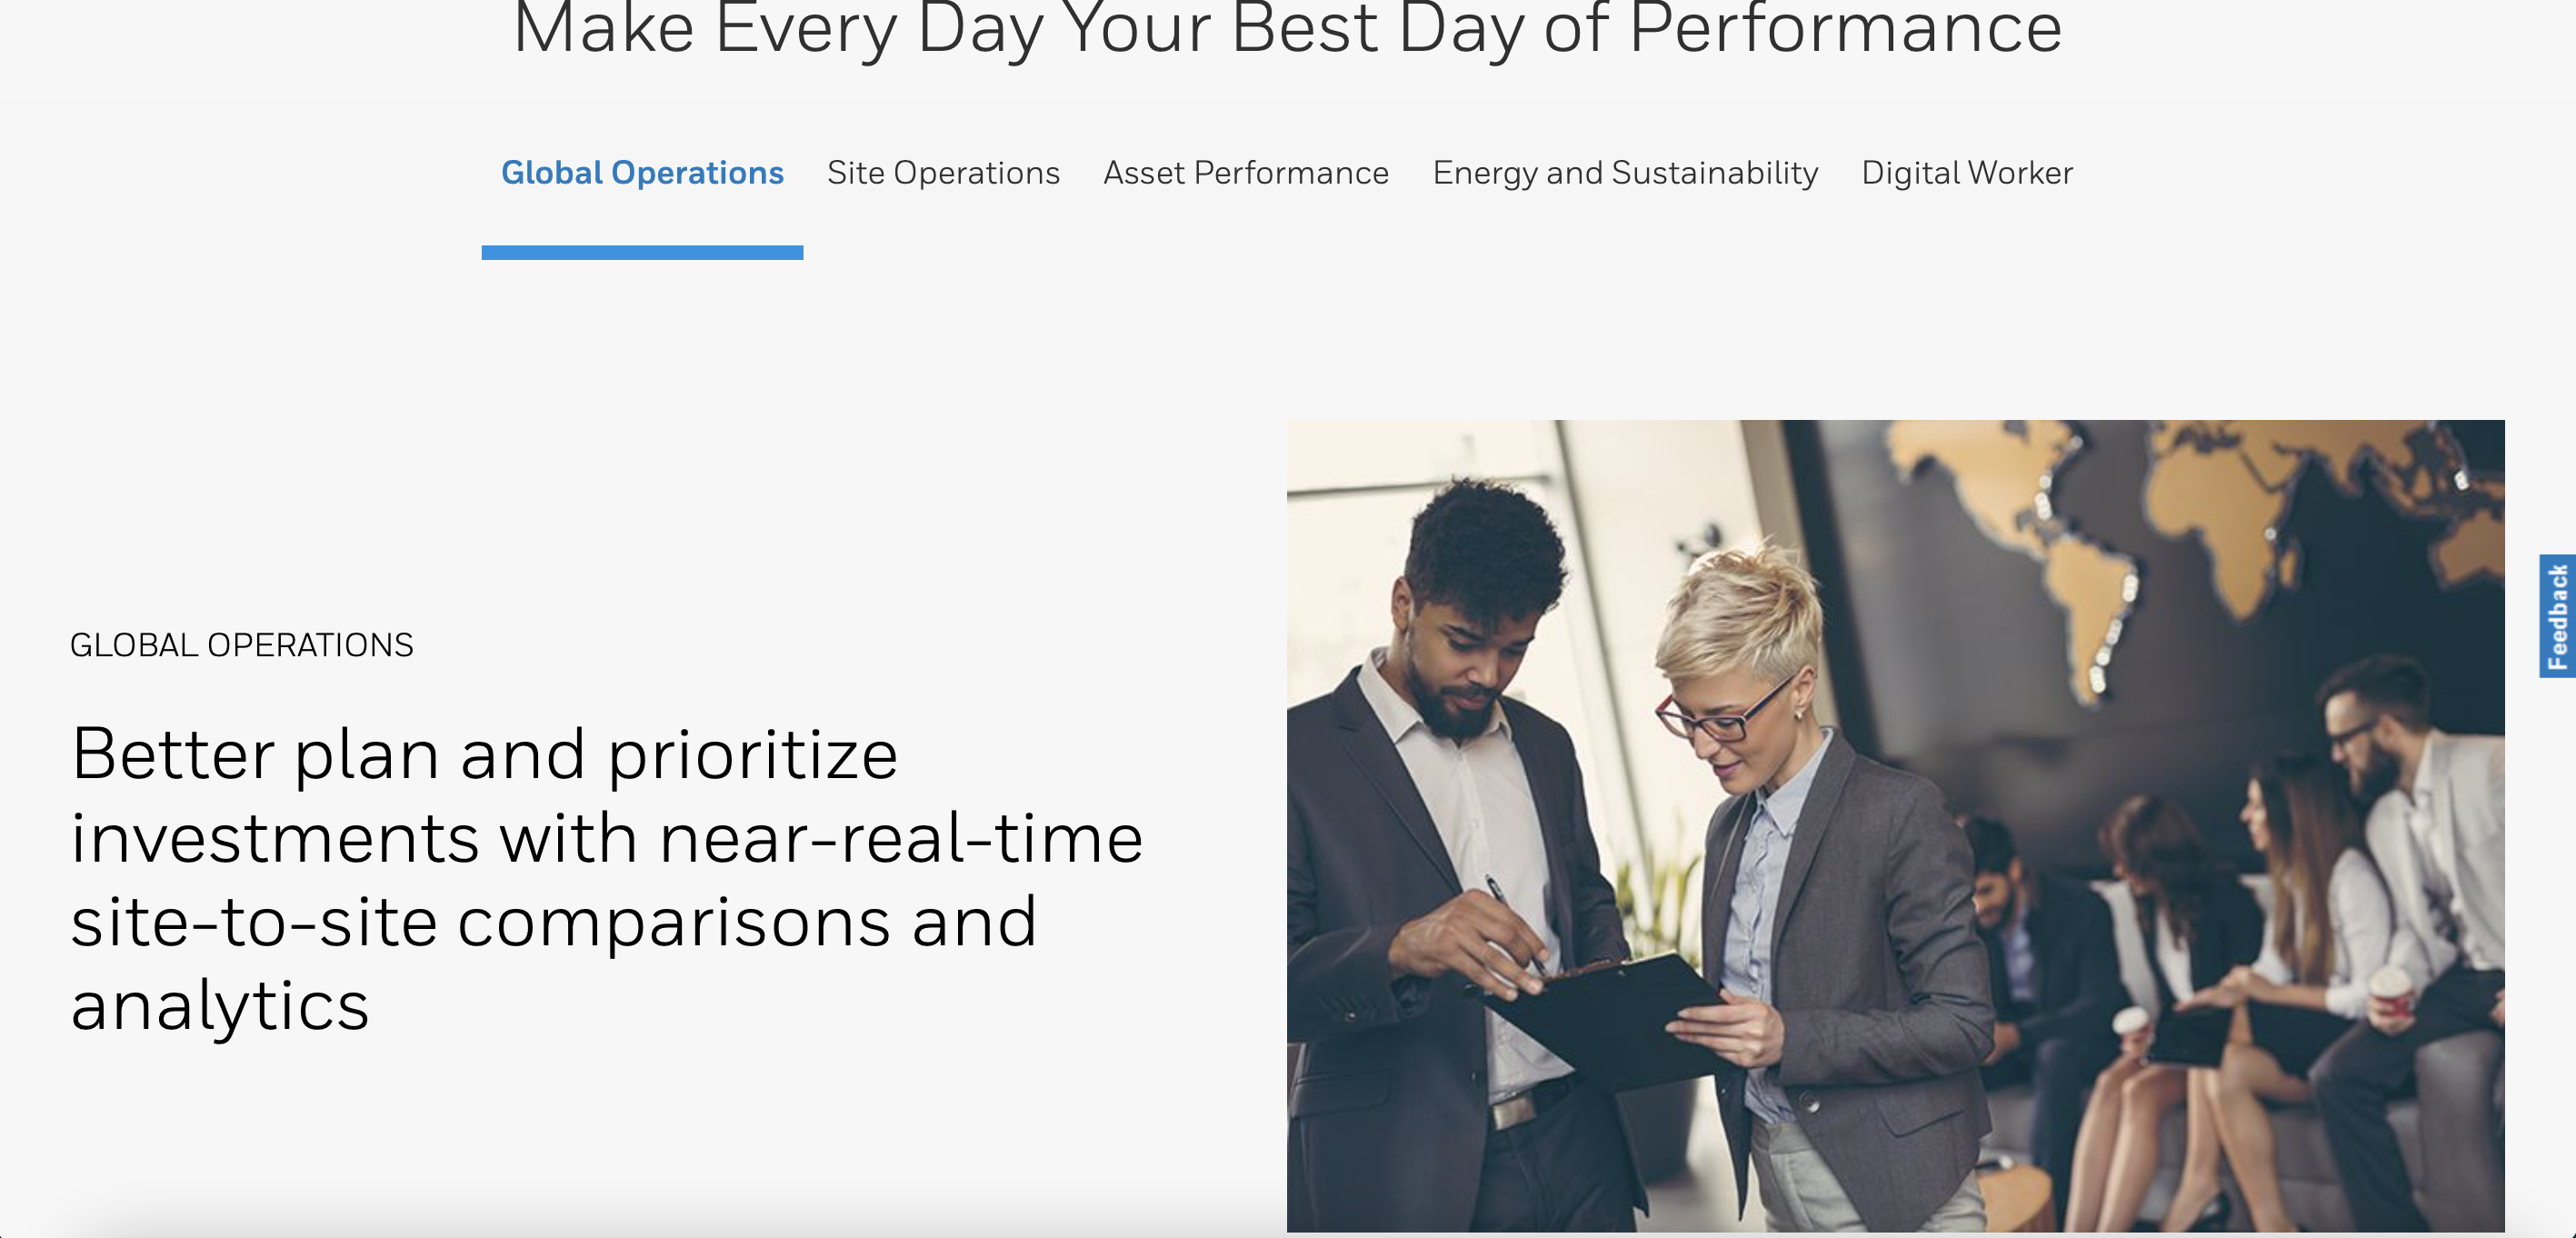 Make Every Day Your Best Day of Performance
Global Operations Site Operations Asset Performance Energy and Sustainability Digital Worker
GLOBAL OPERATIONS
Better plan and prioritize
investments with near-real-time
site-to-site comparisons and
analytics
Feedback